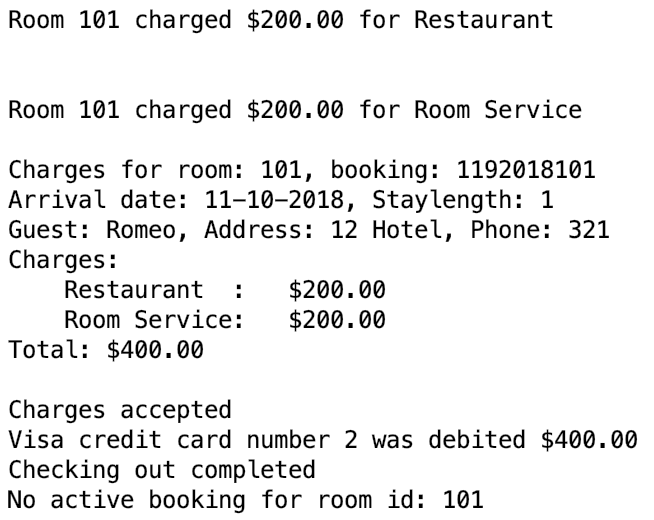 Room 101 charged $200.00 for Restaurant
Room 101 charged $200.00 for Room Service
Charges for room: 101, booking: 1192018101
Arrival date: 11-10-2018, Staylength: 1
Guest: Romeo, Address: 12 Hotel, Phone: 321
Charges:
    Restaurant  :   $200.00
    Room Service:   $200.00
Total: $400.00
Charges accepted
Visa credit card number 2 was debited $400.00
Checking out completed
No active booking for room id: 101